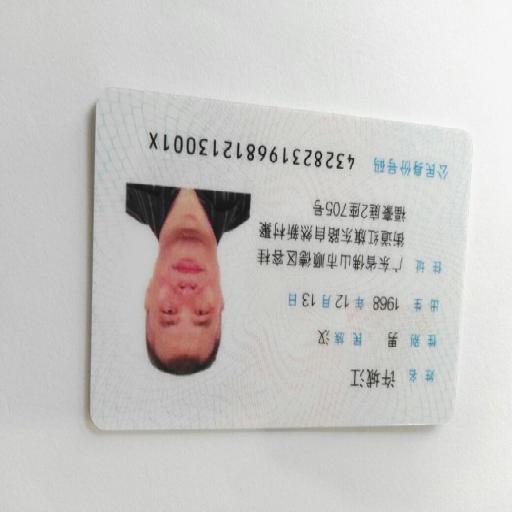 姓名 许城江
性别 男 民族 汉
出生 1968 年 12 月 13 日
住址 广东省佛山市顺德区容桂
街道红旗东路自然新村聚
福豪庭2座705号
公民身份号码 43282319681213001X